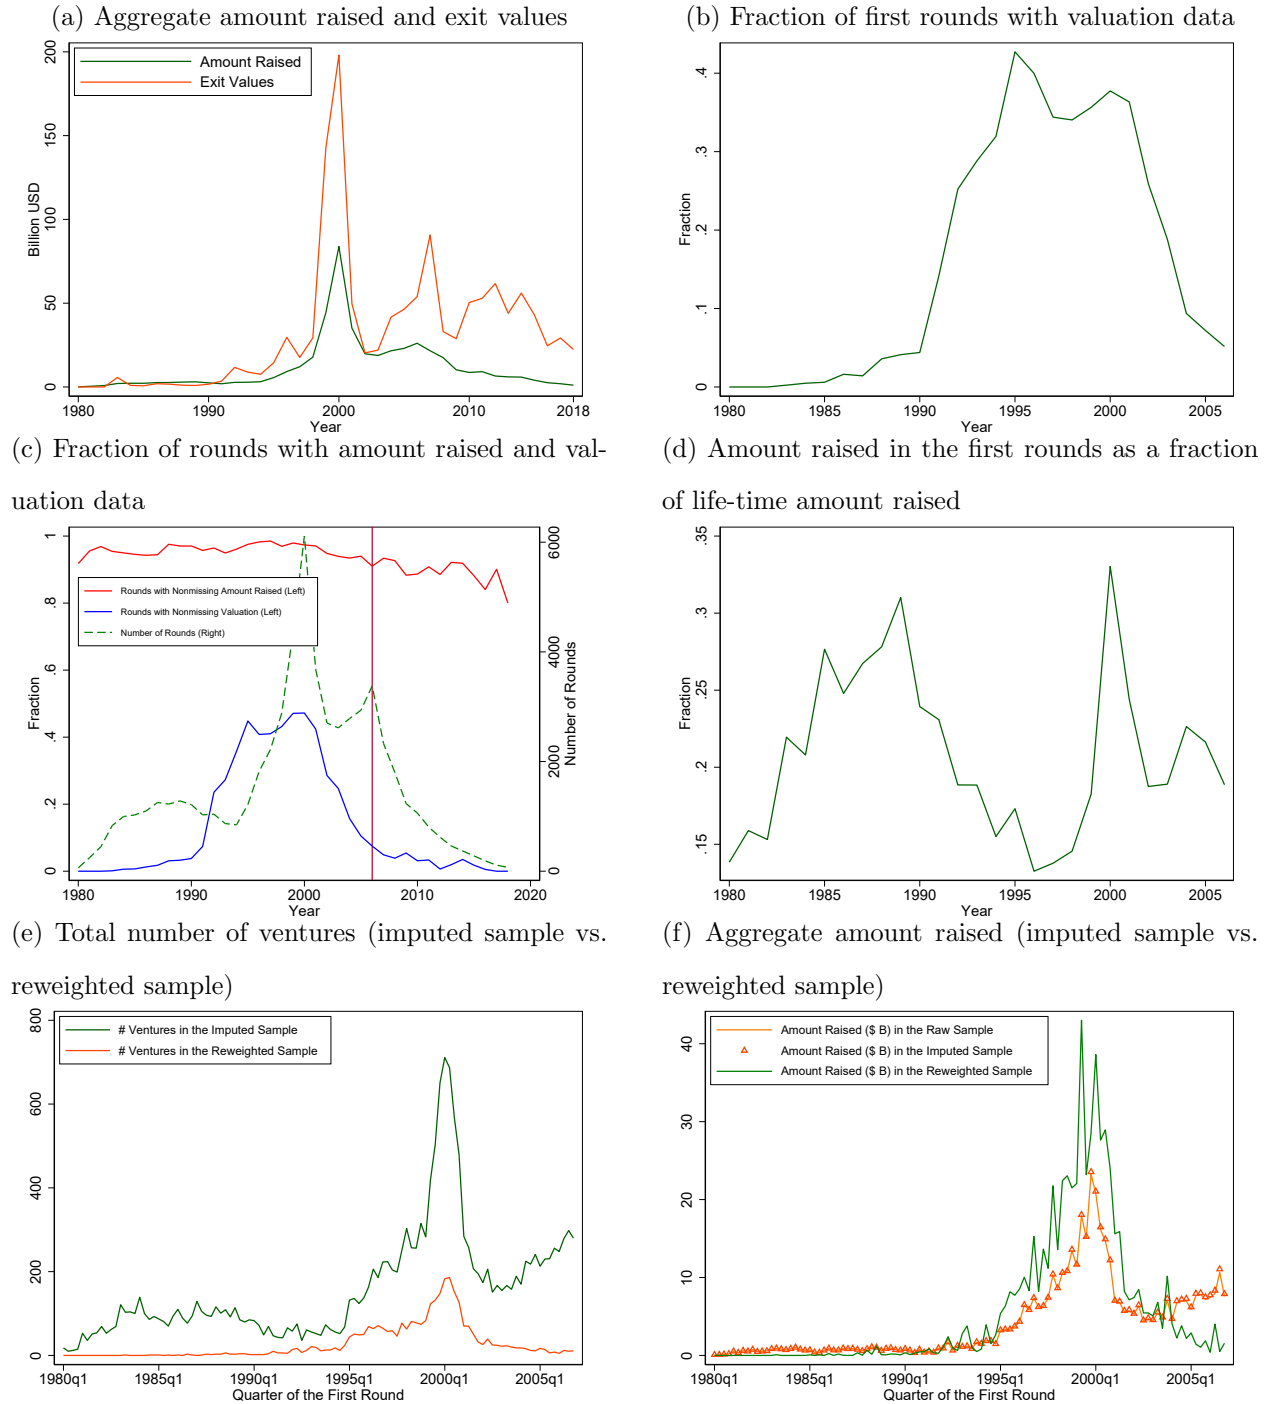 (a) Aggregate amount raised and exit values
200
150
100
50
0
Billion USD
Amount Raised
Exit Values
1980
1990
2000
2010
2018
Year
(b) Fraction of first rounds with valuation data
.4
.3
.2
.1
0
Fraction
1980
1985
1990
1995
2000
2005
Year
(c) Fraction of rounds with amount raised and val-
uation data
1
.8
.6
.4
.2
0
Fraction
Rounds with Nonmissing Amount Raised (Left)
Rounds with Nonmissing Valuation (Left)
Number of Rounds (Right)
6000
4000
2000
0
Number of Rounds
1980
1990
2000
2010
2020
Year
(d) Amount raised in the first rounds as a fraction
of life-time amount raised
.35
.3
.25
.2
.15
Fraction
1980
1985
1990
1995
2000
2005
Year
(e) Total number of ventures (imputed sample vs.
reweighted sample)
800
600
400
200
0
# Ventures in the Imputed Sample
# Ventures in the Reweighted Sample
1980q1
1985q1
1990q1
1995q1
2000q1
2005q1
Quarter of the First Round
(f) Aggregate amount raised (imputed sample vs.
reweighted sample)
40
30
20
10
0
Amount Raised ($ B) in the Raw Sample
Amount Raised ($ B) in the Imputed Sample
Amount Raised ($ B) in the Reweighted Sample
1980q1
1985q1
1990q1
1995q1
2000q1
2005q1
Quarter of the First Round